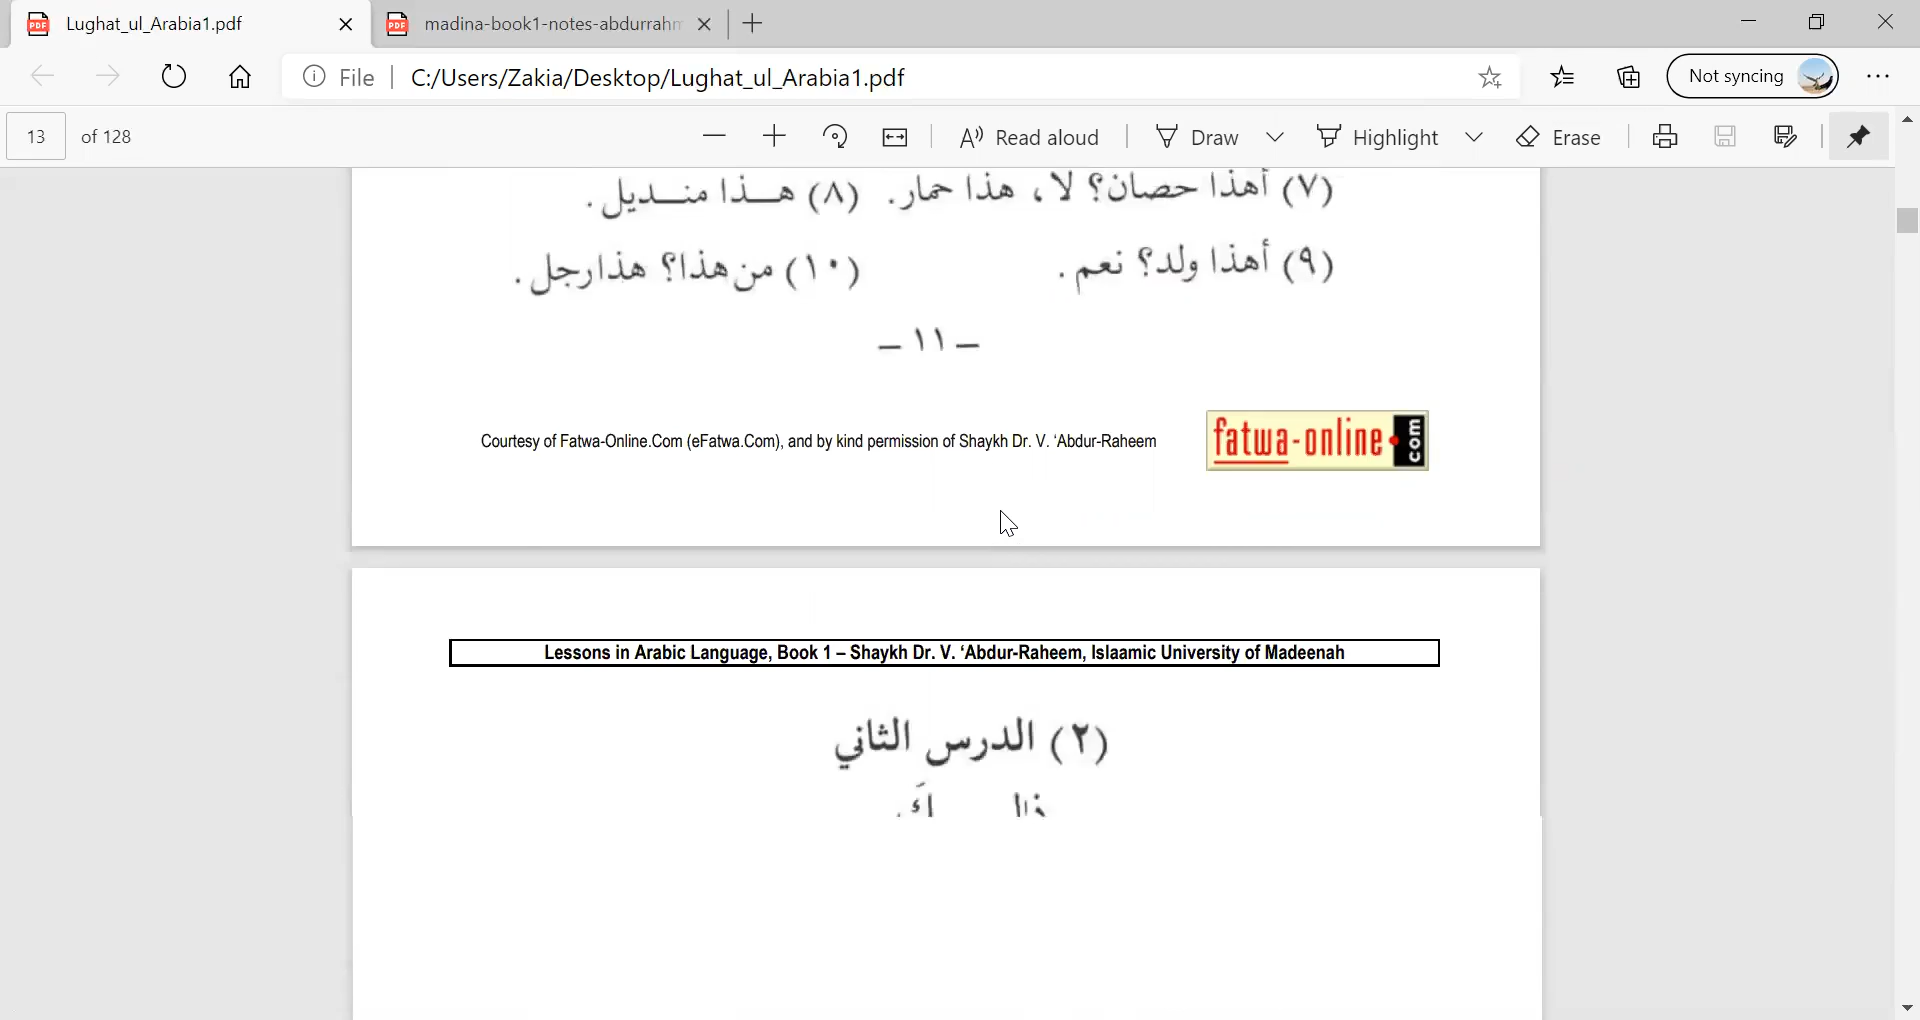 Lughat_ul_Arabia1.pdf
madina-book1-notes-abdurrahm
File
C:/Users/Zakia/Desktop/Lughat_ul_Arabia1.pdf
Not syncing
13 of 128
Read aloud
Draw
Highlight
Erase
(٧) أهذا حصان؟ لا ، هذا حمار . (٨) هـــذا منـــديل .
(٩) أهذا ولد؟ نعم . (١٠) من هذا؟ هذا رجل .
– ١١ –
Courtesy of Fatwa-Online.Com (eFatwa.Com), and by kind permission of Shaykh Dr. V. ‘Abdur-Raheem
fatwa-online.com
Lessons in Arabic Language, Book 1 – Shaykh Dr. V. ‘Abdur-Raheem, Islaamic University of Madeenah
(٢) الدرس الثاني